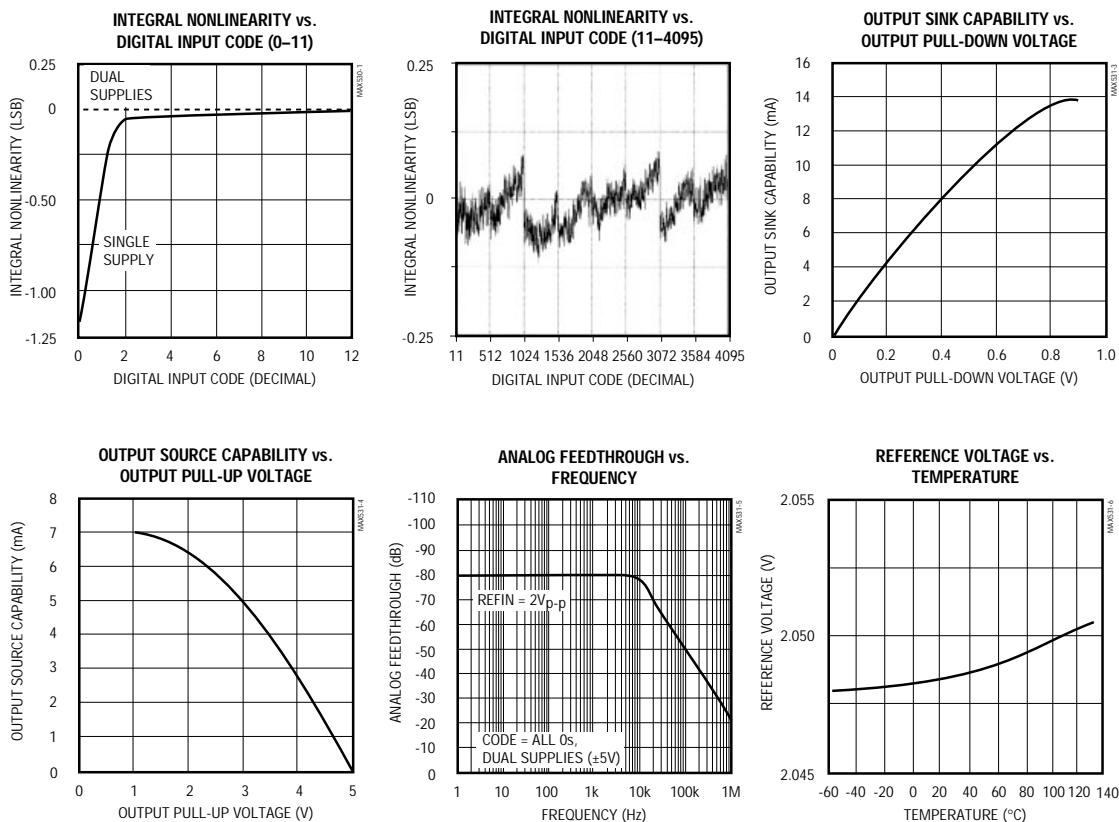 INTEGRAL NONLINEARITY vs.
DIGITAL INPUT CODE (0–11)
0.25
0
-0.50
-1.00
-1.25
INTEGRAL NONLINEARITY (LSB)
DUAL
SUPPLIES
SINGLE
SUPPLY
MAX530-1
0 2 4 6 8 10 12
DIGITAL INPUT CODE (DECIMAL)
INTEGRAL NONLINEARITY vs.
DIGITAL INPUT CODE (11–4095)
0.25
0
-0.25
INTEGRAL NONLINEARITY (LSB)
11 512 1024 1536 2048 2560 3072 3584 4095
DIGITAL INPUT CODE (DECIMAL)
OUTPUT SINK CAPABILITY vs.
OUTPUT PULL-DOWN VOLTAGE
16
14
12
10
8
6
4
2
0
OUTPUT SINK CAPABILITY (mA)
MAX531-3
0 0.2 0.4 0.6 0.8 1.0
OUTPUT PULL-DOWN VOLTAGE (V)
OUTPUT SOURCE CAPABILITY vs.
OUTPUT PULL-UP VOLTAGE
8
7
6
5
4
3
2
1
0
OUTPUT SOURCE CAPABILITY (mA)
MAX531-4
0 1 2 3 4 5
OUTPUT PULL-UP VOLTAGE (V)
ANALOG FEEDTHROUGH vs.
FREQUENCY
-110
-100
-90
-80
-70
-60
-50
-40
-30
-20
-10
0
ANALOG FEEDTHROUGH (dB)
REFIN = 2Vp-p
CODE = ALL 0s,
DUAL SUPPLIES (±5V)
MAX531-5
1 10 100 1k 10k 100k 1M
FREQUENCY (Hz)
REFERENCE VOLTAGE vs.
TEMPERATURE
2.055
2.050
2.045
REFERENCE VOLTAGE (V)
MAX531-6
-60 -40 -20 0 20 40 60 80 100 120 140
TEMPERATURE (°C)